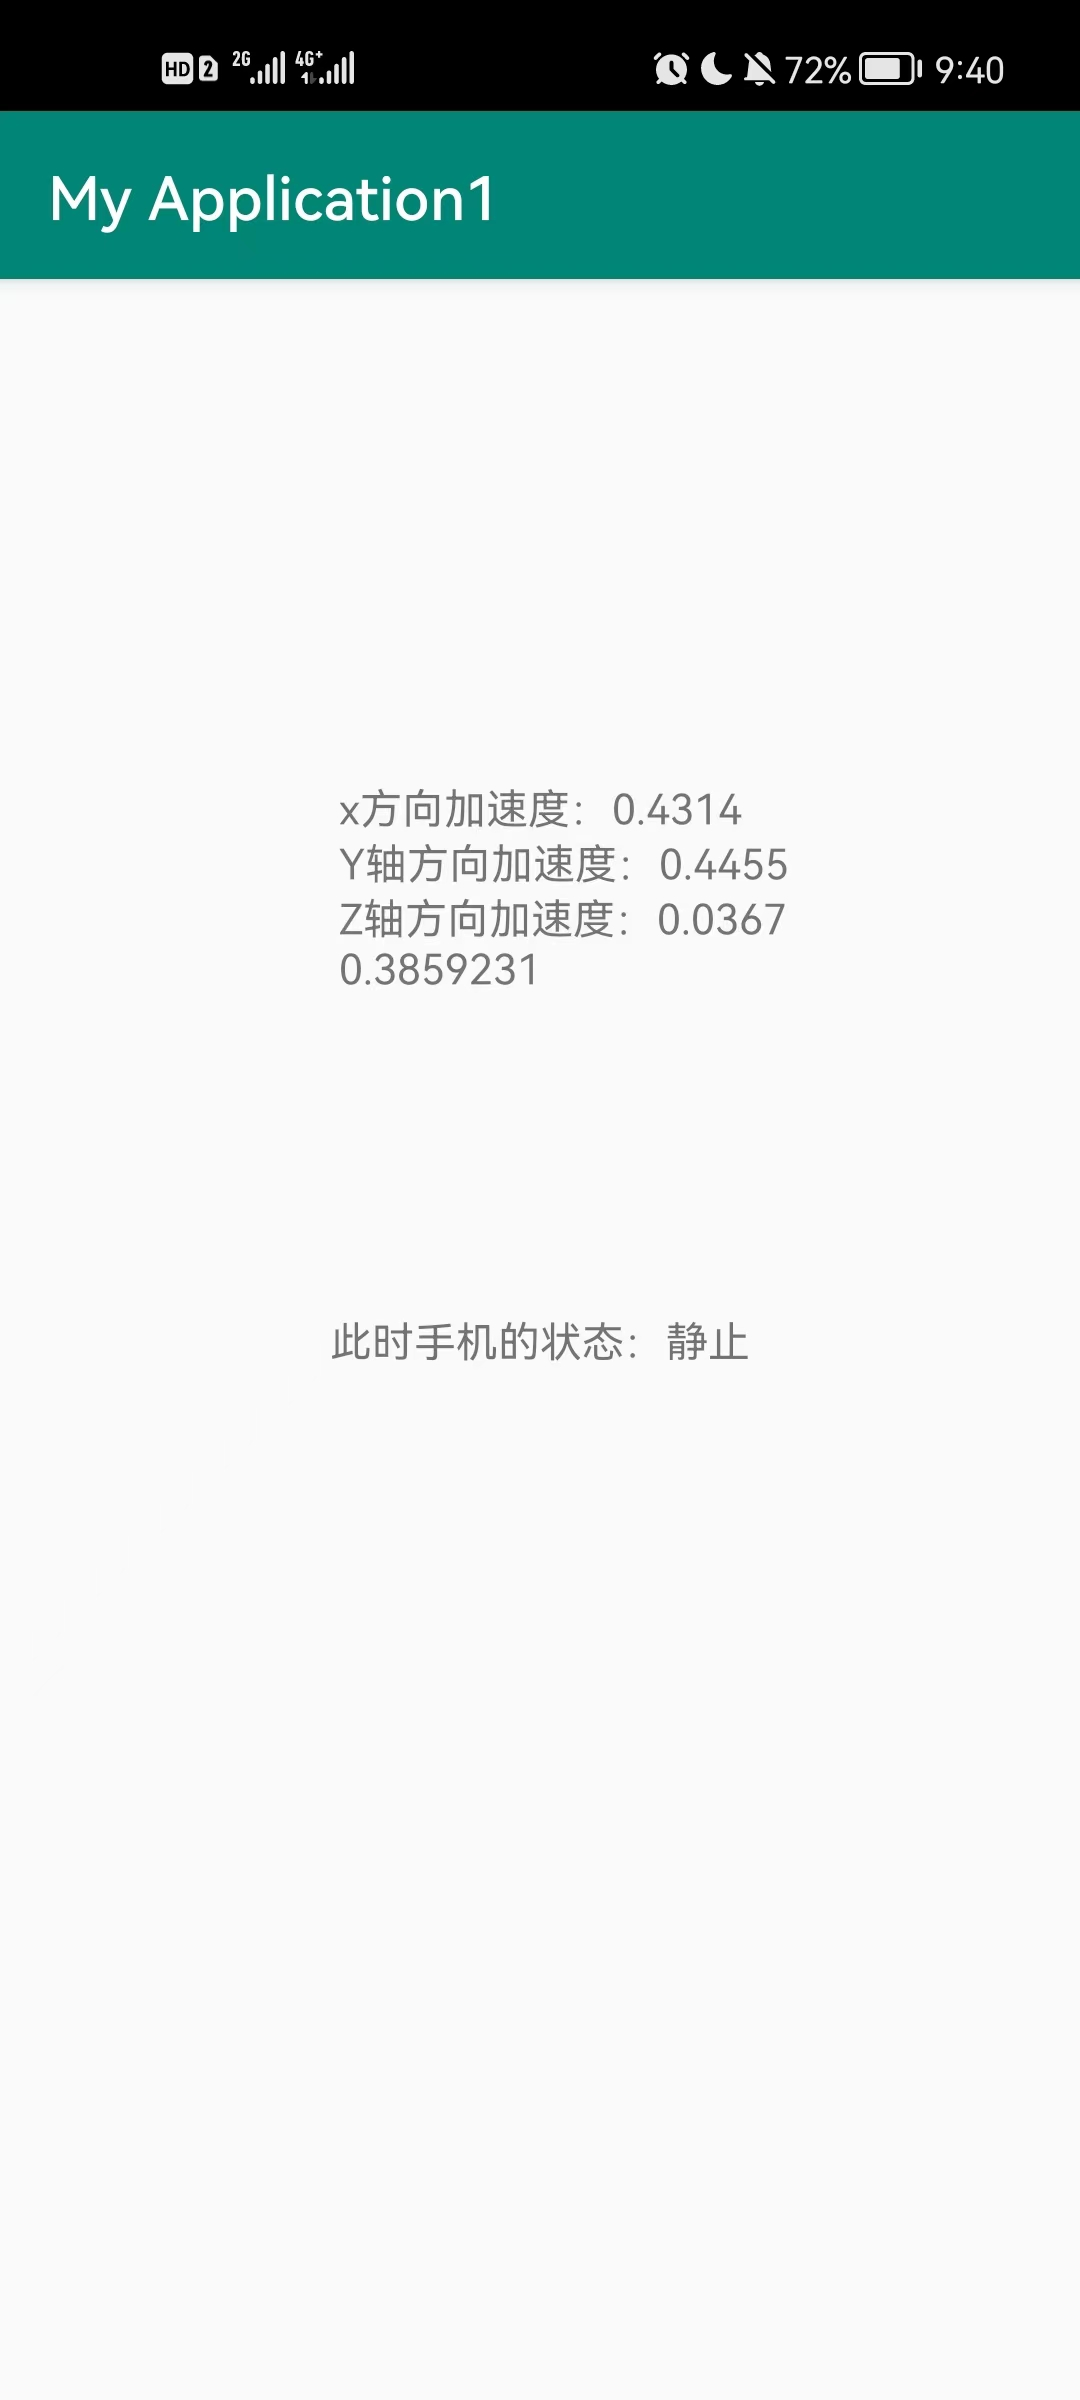 HD 2 2G 4G+ 72% 9:40
My Application1
x方向加速度：0.4314
Y轴方向加速度：0.4455
Z轴方向加速度：0.0367
0.3859231
此时手机的状态：静止